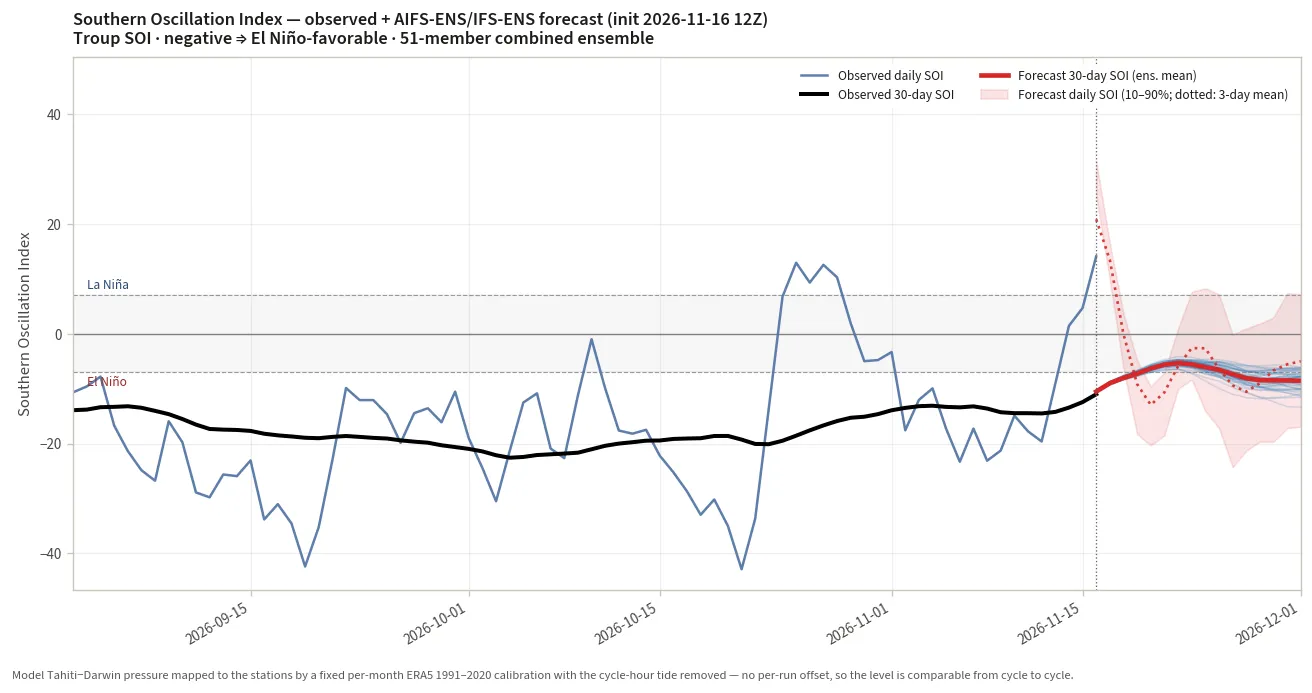 Southern Oscillation Index — observed + AIFS-ENS/IFS-ENS forecast (init 2026-11-16 12Z)
Troup SOI · negative ⇒ El Niño-favorable · 51-member combined ensemble
Observed daily SOI
Observed 30-day SOI
Forecast 30-day SOI (ens. mean)
Forecast daily SOI (10–90%; dotted: 3-day mean)
Southern Oscillation Index
40
20
0
−20
−40
La Niña
El Niño
2026-09-15
2026-10-01
2026-10-15
2026-11-01
2026-11-15
2026-12-01
Model Tahiti−Darwin pressure mapped to the stations by a fixed per-month ERA5 1991–2020 calibration with the cycle-hour tide removed — no per-run offset, so the level is comparable from cycle to cycle.